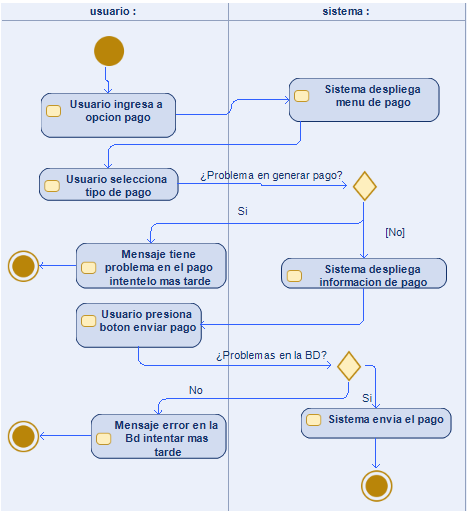 usuario :
sistema :
Usuario ingresa a
opcion pago
Sistema despliega
menu de pago
Usuario selecciona
tipo de pago
¿Problema en generar pago?
Si
[No]
Mensaje tiene
problema en el pago
intentelo mas tarde
Sistema despliega
informacion de pago
Usuario presiona
boton enviar pago
¿Problemas en la BD?
No
Si
Mensaje error en la
Bd intentar mas
tarde
Sistema envia el pago